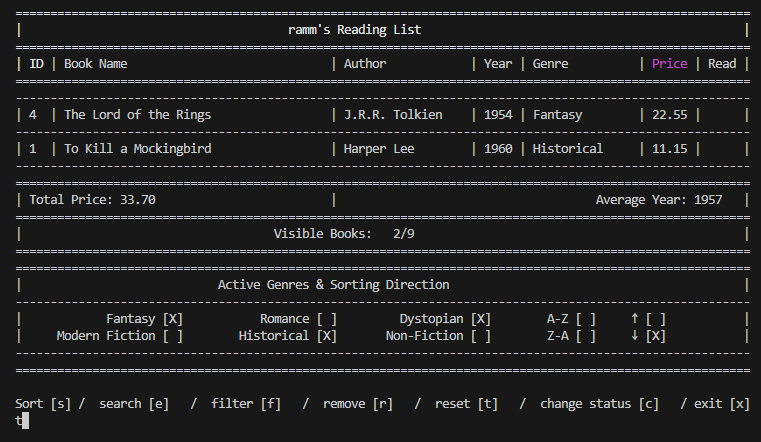 ramm's Reading List
| ID | Book Name | Author | Year | Genre | Price | Read |
| 4 | The Lord of the Rings | J.R.R. Tolkien | 1954 | Fantasy | 22.55 | |
| 1 | To Kill a Mockingbird | Harper Lee | 1960 | Historical | 11.15 | |
| Total Price: 33.70 | Average Year: 1957 |
| Visible Books: 2/9 |
| Active Genres & Sorting Direction |
| Fantasy [X] Romance [ ] Dystopian [X] A-Z [ ] ↑ [ ] |
| Modern Fiction [ ] Historical [X] Non-Fiction [ ] Z-A [ ] ↓ [X] |
Sort [s] / search [e] / filter [f] / remove [r] / reset [t] / change status [c] / exit [x]
t